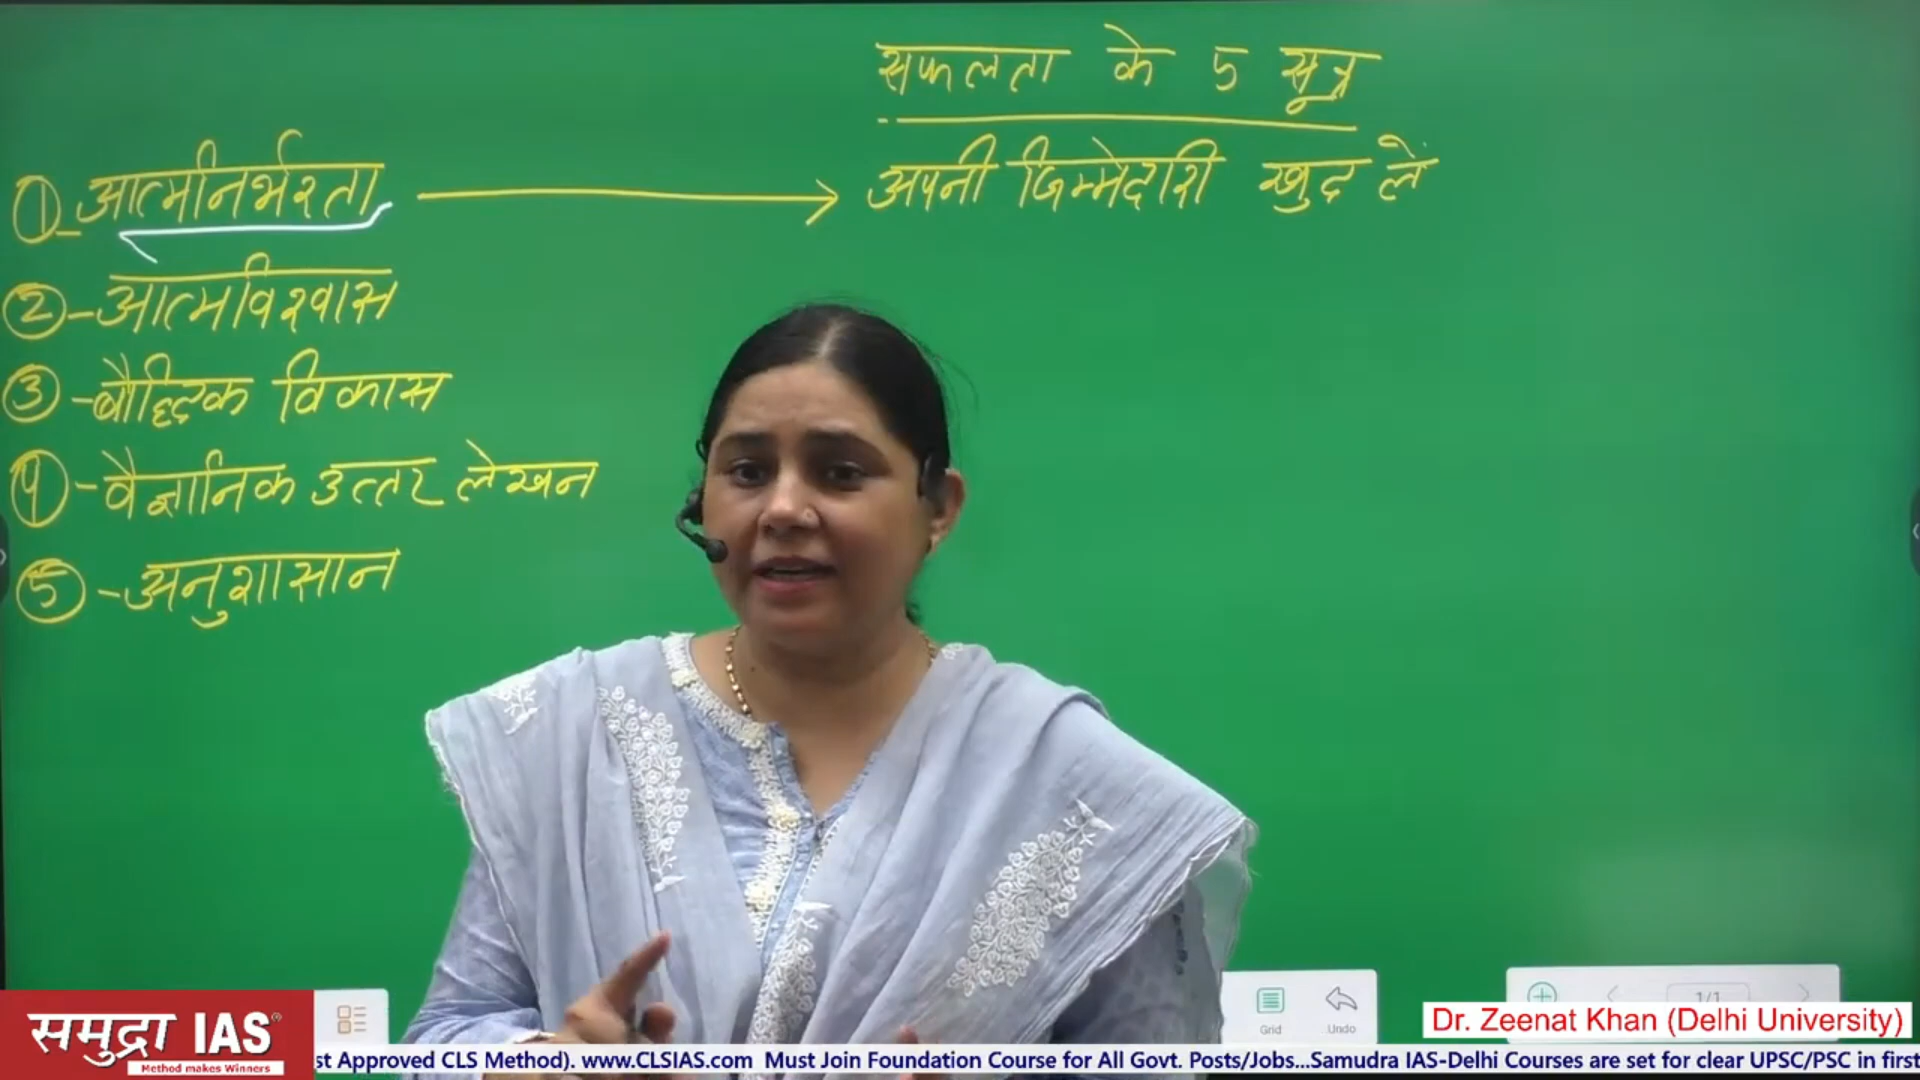 सफलता के 5 सूत्र
① आत्मनिर्भरता → अपनी जिम्मेदारी खुद लें
② - आत्मविश्वास
③ - बौद्धिक विकास
④ - वैज्ञानिक उत्तर लेखन
⑤ - अनुशासान
समुद्रा IAS
Method makes Winners
Grid
Undo
1/1
Dr. Zeenat Khan (Delhi University)
st Approved CLS Method). www.CLSIAS.com Must Join Foundation Course for All Govt. Posts/Jobs...Samudra IAS-Delhi Courses are set for clear UPSC/PSC in first